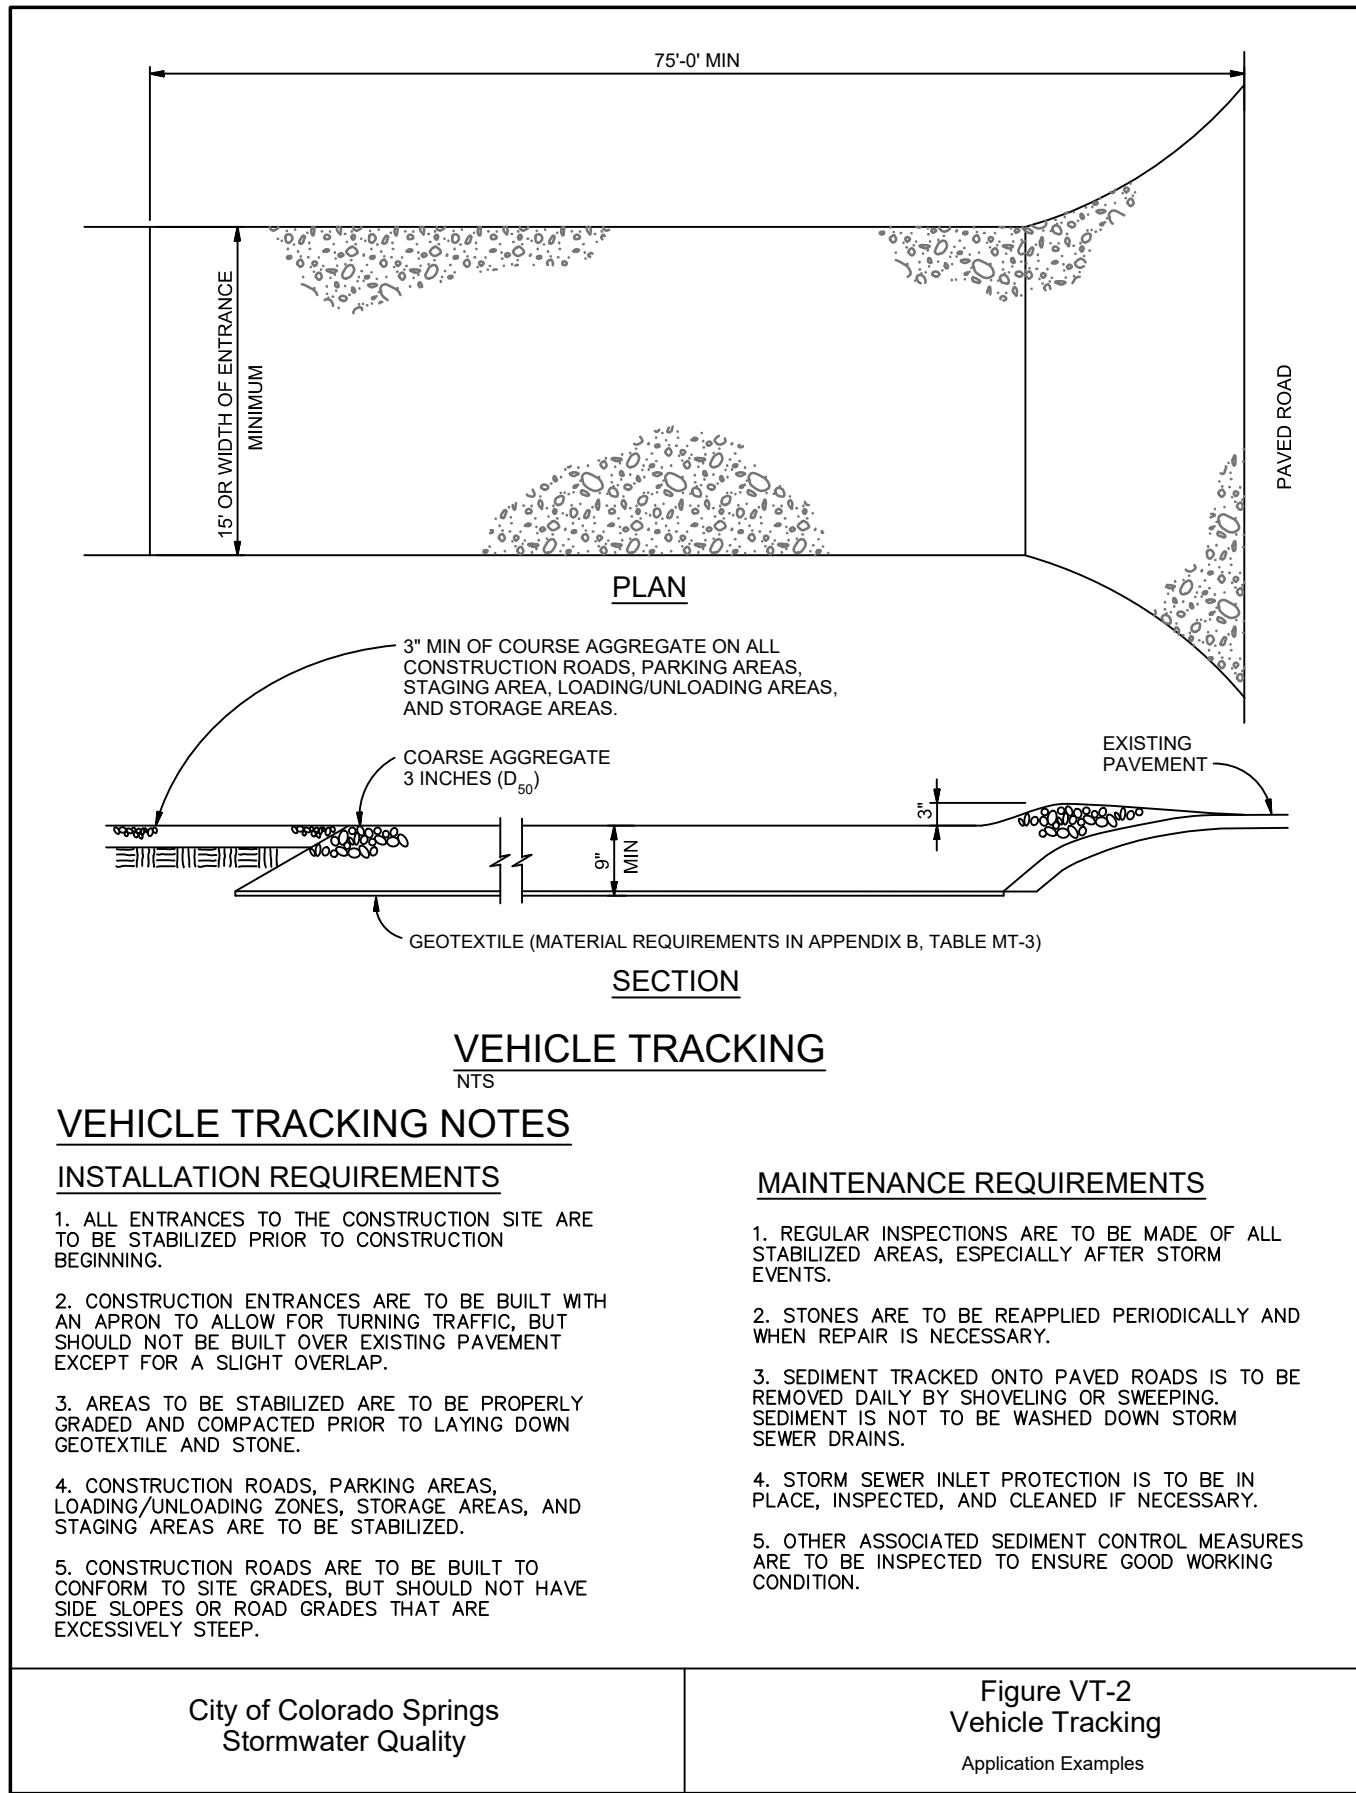 75'-0' MIN
15' OR WIDTH OF ENTRANCE
MINIMUM
PAVED ROAD
PLAN
3" MIN OF COURSE AGGREGATE ON ALL
CONSTRUCTION ROADS, PARKING AREAS,
STAGING AREA, LOADING/UNLOADING AREAS,
AND STORAGE AREAS.
COARSE AGGREGATE
3 INCHES (D50)
EXISTING
PAVEMENT
3"
9"
MIN
GEOTEXTILE (MATERIAL REQUIREMENTS IN APPENDIX B, TABLE MT-3)
SECTION
VEHICLE TRACKING
NTS
VEHICLE TRACKING NOTES
INSTALLATION REQUIREMENTS
1. ALL ENTRANCES TO THE CONSTRUCTION SITE ARE
TO BE STABILIZED PRIOR TO CONSTRUCTION
BEGINNING.
2. CONSTRUCTION ENTRANCES ARE TO BE BUILT WITH
AN APRON TO ALLOW FOR TURNING TRAFFIC, BUT
SHOULD NOT BE BUILT OVER EXISTING PAVEMENT
EXCEPT FOR A SLIGHT OVERLAP.
3. AREAS TO BE STABILIZED ARE TO BE PROPERLY
GRADED AND COMPACTED PRIOR TO LAYING DOWN
GEOTEXTILE AND STONE.
4. CONSTRUCTION ROADS, PARKING AREAS,
LOADING/UNLOADING ZONES, STORAGE AREAS, AND
STAGING AREAS ARE TO BE STABILIZED.
5. CONSTRUCTION ROADS ARE TO BE BUILT TO
CONFORM TO SITE GRADES, BUT SHOULD NOT HAVE
SIDE SLOPES OR ROAD GRADES THAT ARE
EXCESSIVELY STEEP.
MAINTENANCE REQUIREMENTS
1. REGULAR INSPECTIONS ARE TO BE MADE OF ALL
STABILIZED AREAS, ESPECIALLY AFTER STORM
EVENTS.
2. STONES ARE TO BE REAPPLIED PERIODICALLY AND
WHEN REPAIR IS NECESSARY.
3. SEDIMENT TRACKED ONTO PAVED ROADS IS TO BE
REMOVED DAILY BY SHOVELING OR SWEEPING.
SEDIMENT IS NOT TO BE WASHED DOWN STORM
SEWER DRAINS.
4. STORM SEWER INLET PROTECTION IS TO BE IN
PLACE, INSPECTED, AND CLEANED IF NECESSARY.
5. OTHER ASSOCIATED SEDIMENT CONTROL MEASURES
ARE TO BE INSPECTED TO ENSURE GOOD WORKING
CONDITION.
City of Colorado Springs
Stormwater Quality
Figure VT-2
Vehicle Tracking
Application Examples